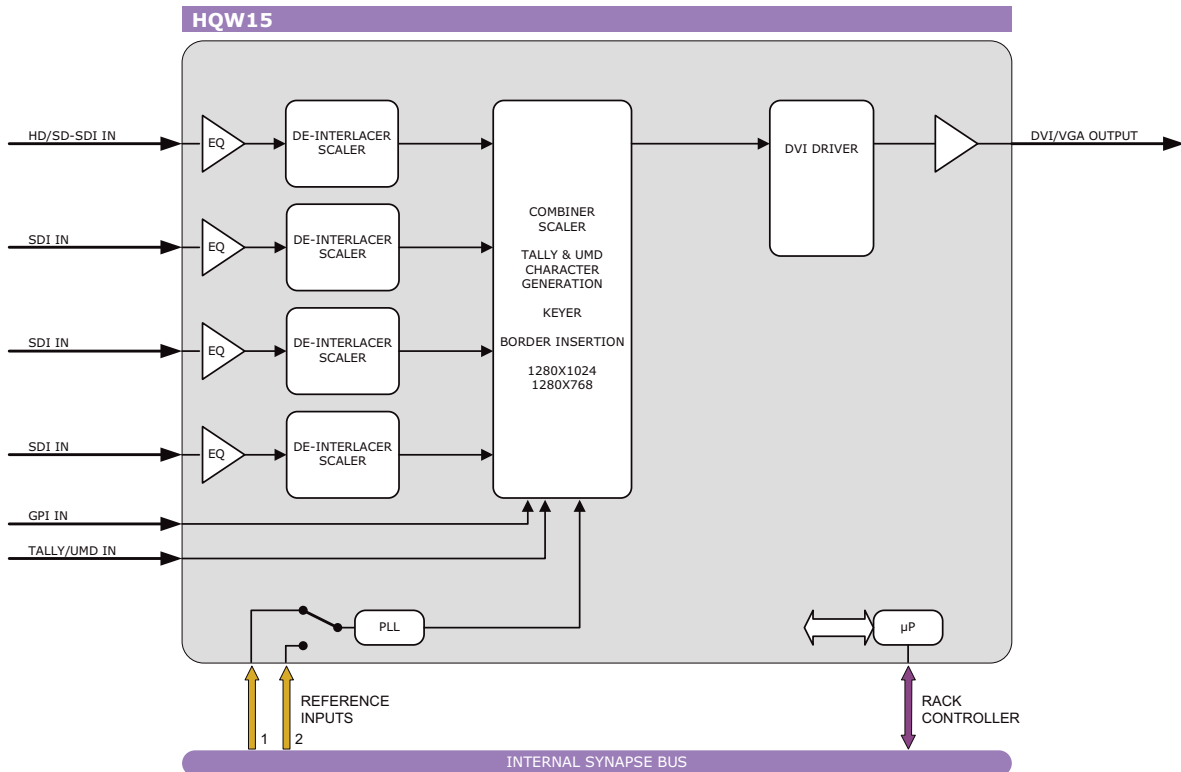 HQW15
HD/SD-SDI IN
EQ
DE-INTERLACER
SCALER
SDI IN
EQ
DE-INTERLACER
SCALER
SDI IN
EQ
DE-INTERLACER
SCALER
SDI IN
EQ
DE-INTERLACER
SCALER
GPI IN
TALLY/UMD IN
COMBINER
SCALER
TALLY & UMD
CHARACTER
GENERATION
KEYER
BORDER INSERTION
1280X1024
1280X768
DVI DRIVER
DVI/VGA OUTPUT
PLL
µP
REFERENCE
INPUTS
1
2
RACK
CONTROLLER
INTERNAL SYNAPSE BUS